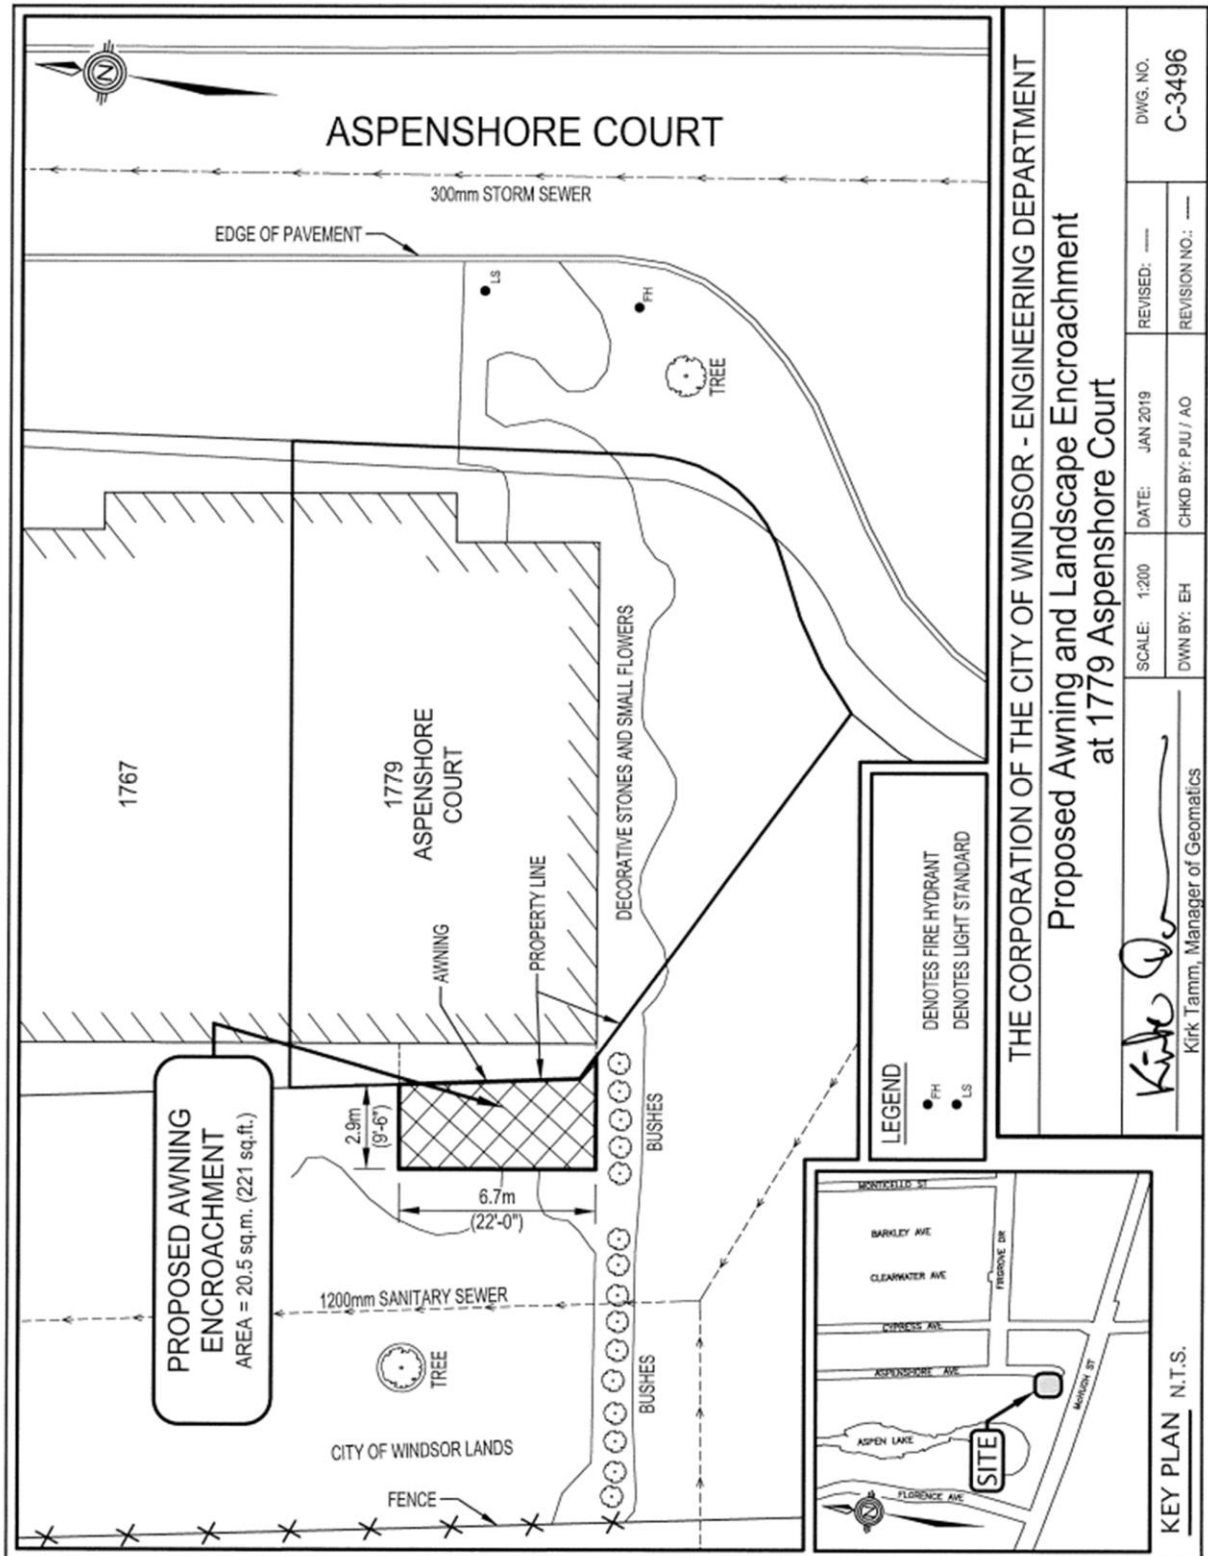 N
ASPENSHORE COURT
300mm STORM SEWER
EDGE OF PAVEMENT
LS
FH
TREE
1767
1779
ASPENSHORE
COURT
DECORATIVE STONES AND SMALL FLOWERS
AWNING
PROPERTY LINE
PROPOSED AWNING
ENCROACHMENT
AREA = 20.5 sq.m. (221 sq.ft.)
2.9m
(9'-6")
6.7m
(22'-0")
BUSHES
1200mm SANITARY SEWER
TREE
BUSHES
CITY OF WINDSOR LANDS
FENCE
LEGEND
FH DENOTES FIRE HYDRANT
LS DENOTES LIGHT STANDARD
MONTICELLO ST
BARKLEY AVE
CLEARWATER AVE
FIRGROVE DR
CYPRESS AVE
ASPENSHORE AVE
McHUGH ST
ASPEN LAKE
SITE
FLORENCE AVE
N
KEY PLAN N.T.S.
THE CORPORATION OF THE CITY OF WINDSOR - ENGINEERING DEPARTMENT
Proposed Awning and Landscape Encroachment
at 1779 Aspenshore Court
Kirk Tamm, Manager of Geomatics
SCALE: 1:200
DATE: JAN 2019
REVISED: ----
DWG. NO.
C-3496
DWN BY: EH
CHKD BY: PJU / AO
REVISION NO.: ----